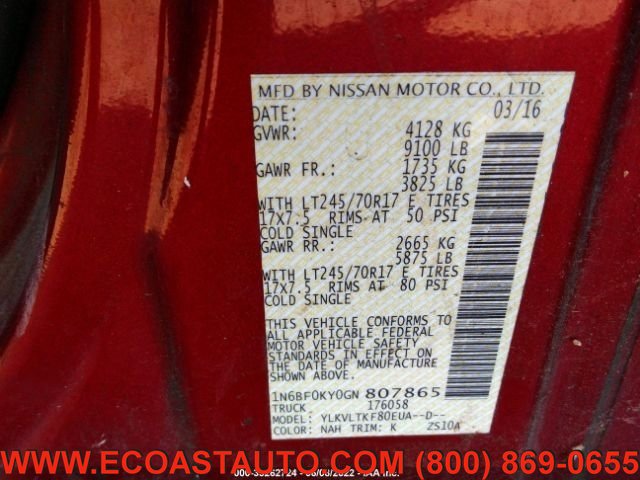 MFD BY NISSAN MOTOR CO., LTD.
DATE: 03/16
GVWR: 4128 KG
9100 LB
GAWR FR.: 1735 KG
3825 LB
WITH LT245/70R17 E TIRES
17X7.5 RIMS AT 50 PSI
COLD SINGLE
GAWR RR.: 2665 KG
5875 LB
WITH LT245/70R17 E TIRES
17X7.5 RIMS AT 80 PSI
COLD SINGLE
THIS VEHICLE CONFORMS TO
ALL APPLICABLE FEDERAL
MOTOR VEHICLE SAFETY
STANDARDS IN EFFECT ON
THE DATE OF MANUFACTURE
SHOWN ABOVE.
1N6BF0KY0GN 807865
TRUCK 176058
MODEL: YLKVLTKF80EUA--D--
COLOR: NAH TRIM: K ZS10A
WWW.ECOASTAUTO.COM (800) 869-0655